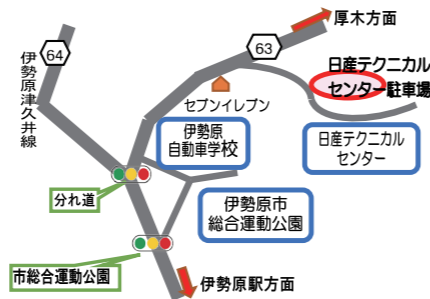 厚木方面
64
63
伊勢原津久井線
日産テクニカル
センター駐車場
セブンイレブン
伊勢原
自動車学校
日産テクニカル
センター
分れ道
伊勢原市
総合運動公園
市総合運動公園
伊勢原駅方面